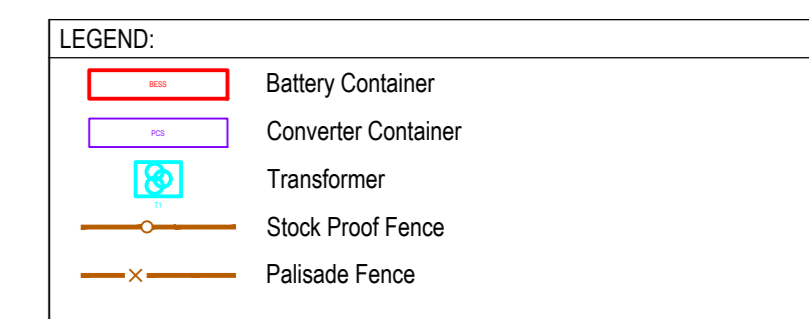 LEGEND:
BESS Battery Container
PCS Converter Container
Transformer
T1
Stock Proof Fence
Palisade Fence